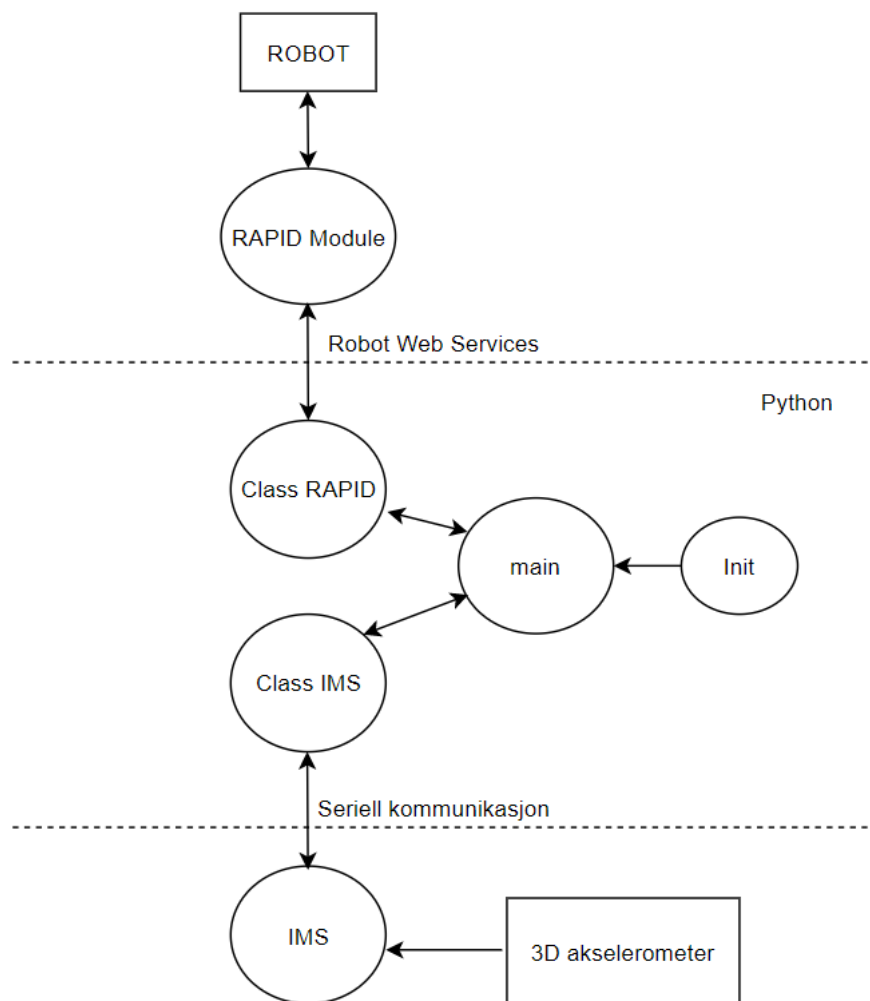 ROBOT
RAPID Module
Robot Web Services
Python
Class RAPID
main
Init
Class IMS
Seriell kommunikasjon
IMS
3D akselerometer